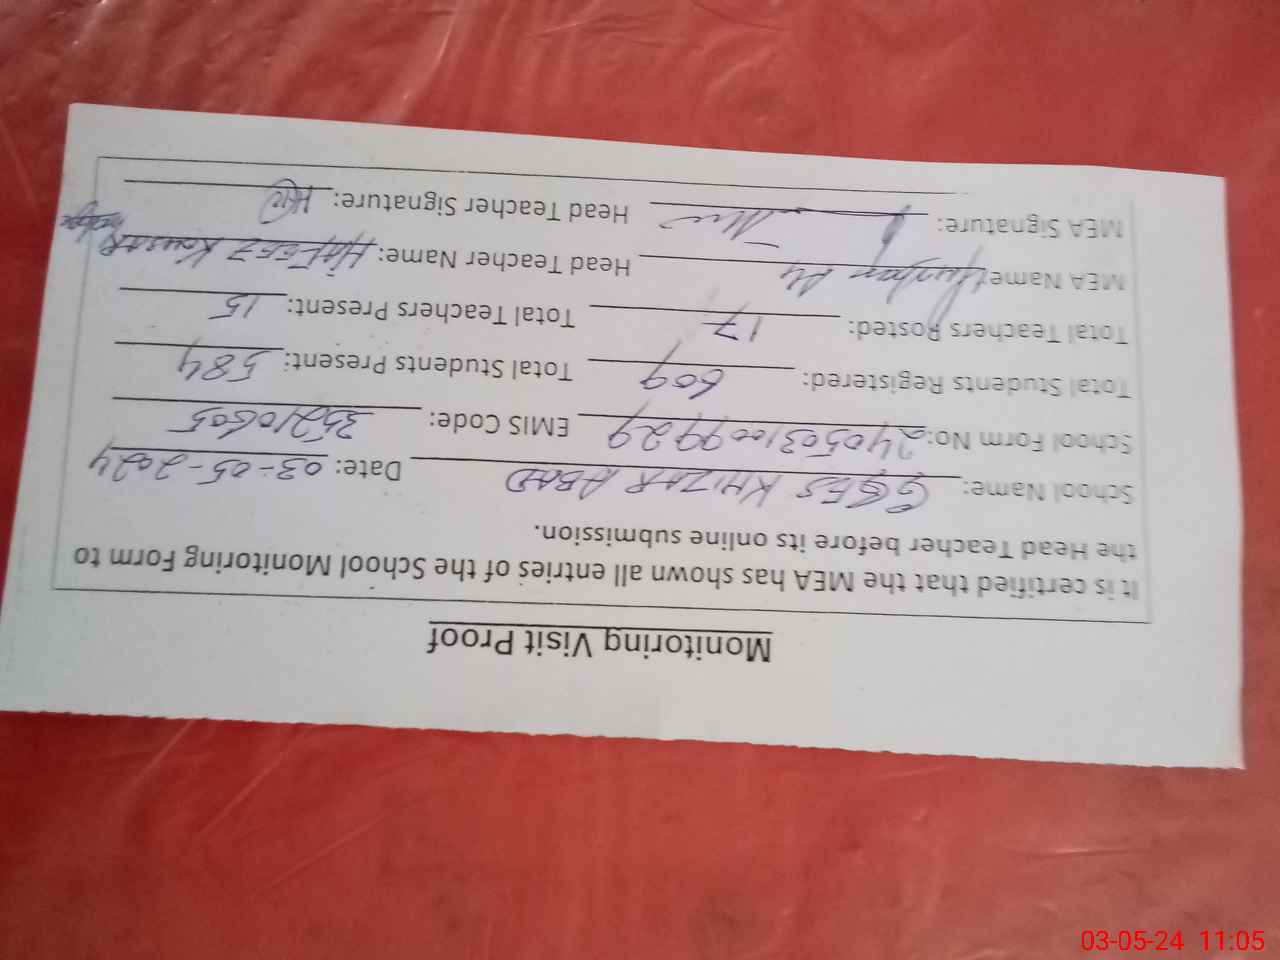 Monitoring Visit Proof
It is certified that the MEA has shown all entries of the School Monitoring Form to
the Head Teacher before its online submission.
School Name: GGES KHIZAR ABAD Date: 03-05-2024
School Form No: 2405031009929 EMIS Code: 35210605
Total Students Registered: 609 Total Students Present: 584
Total Teachers Posted: 17 Total Teachers Present: 15
MEA Name: Head Teacher Name: HAFEEZ KOUSAR
MEA Signature: Head Teacher Signature:
03-05-24 11:05